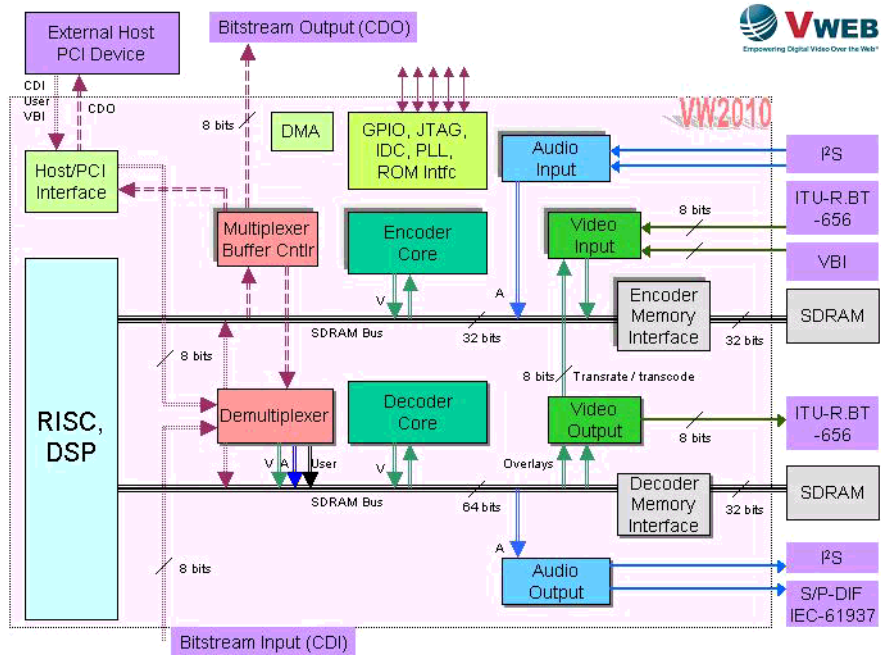 External Host
PCI Device
Bitstream Output (CDO)
VWEB
Empowering Digital Video Over the Web®
CDI
User
VBI
CDO
8 bits
DMA
GPIO, JTAG,
IDC, PLL,
ROM Intfc
VW2010
Audio
Input
I²S
Host/PCI
Interface
ITU-R.BT
-656
8 bits
Multiplexer
Buffer Cntlr
Encoder
Core
Video
Input
VBI
V
A
Encoder
Memory
Interface
SDRAM
SDRAM Bus
32 bits
32 bits
8 bits
8 bits
Transrate / transcode
RISC,
DSP
Demultiplexer
Decoder
Core
Video
Output
8 bits
ITU-R.BT
-656
V
A
User
V
Overlays
SDRAM Bus
64 bits
Decoder
Memory
Interface
32 bits
SDRAM
A
8 bits
Audio
Output
I²S
S/P-DIF
IEC-61937
Bitstream Input (CDI)